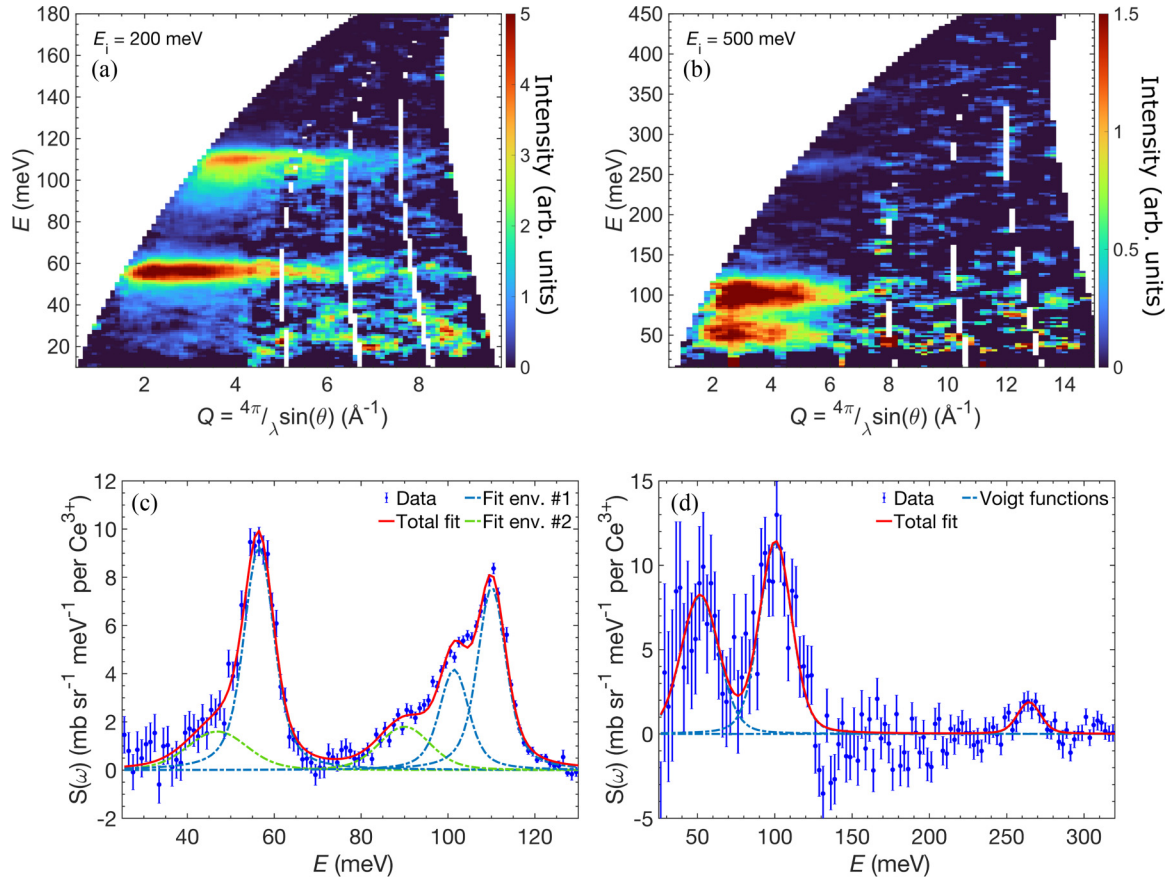 E_i = 200 meV
(a)
180
160
140
120
100
80
60
40
20
E (meV)
2 4 6 8
Q = 4π/λ sin(θ) (Å⁻¹)
5
4
3
2
1
0
Intensity (arb. units)
E_i = 500 meV
(b)
450
400
350
300
250
200
150
100
50
E (meV)
2 4 6 8 10 12 14
Q = 4π/λ sin(θ) (Å⁻¹)
1.5
1
0.5
0
Intensity (arb. units)
(c)
Data Fit env. #1
Total fit Fit env. #2
12
10
8
6
4
2
0
-2
S(ω) (mb sr⁻¹ meV⁻¹ per Ce³⁺)
40 60 80 100 120
E (meV)
(d)
Data Voigt functions
Total fit
15
10
5
0
-5
S(ω) (mb sr⁻¹ meV⁻¹ per Ce³⁺)
50 100 150 200 250 300
E (meV)